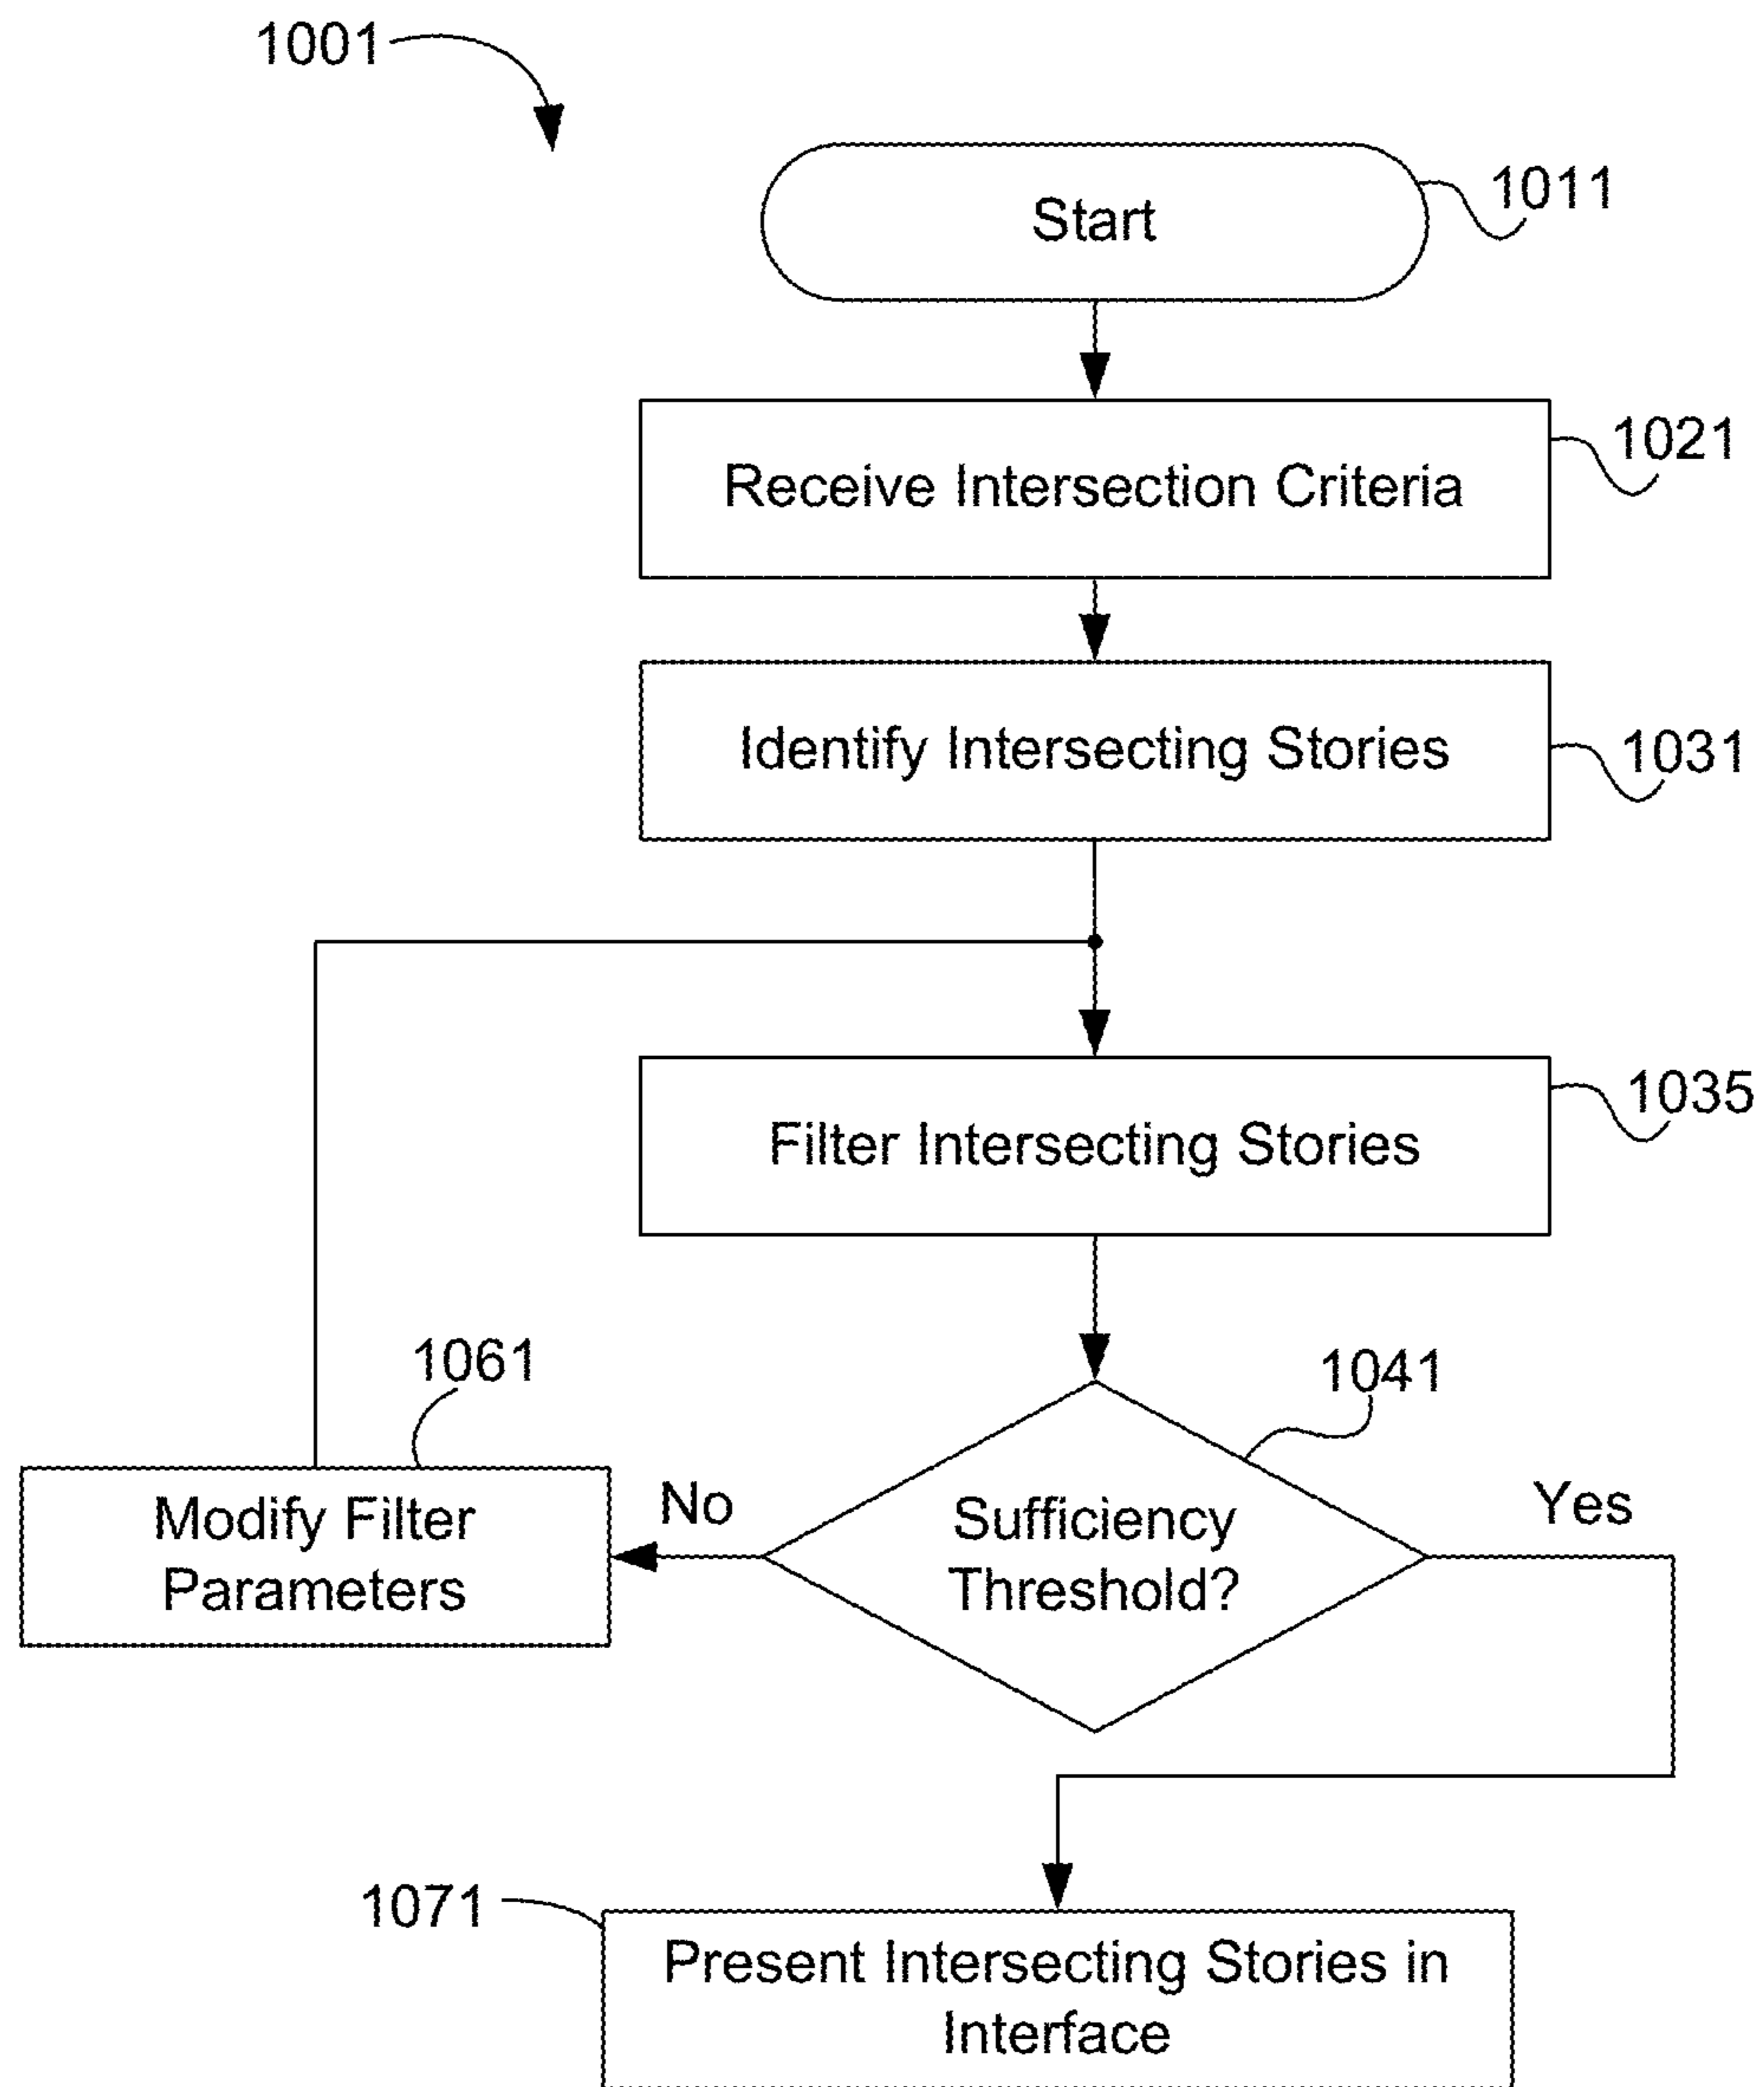 1001
Start
1011
Receive Intersection Criteria
1021
Identify Intersecting Stories
1031
Filter Intersecting Stories
1035
1061
1041
Modify Filter
Parameters
No
Sufficiency
Threshold?
Yes
1071
Present Intersecting Stories in
Interface